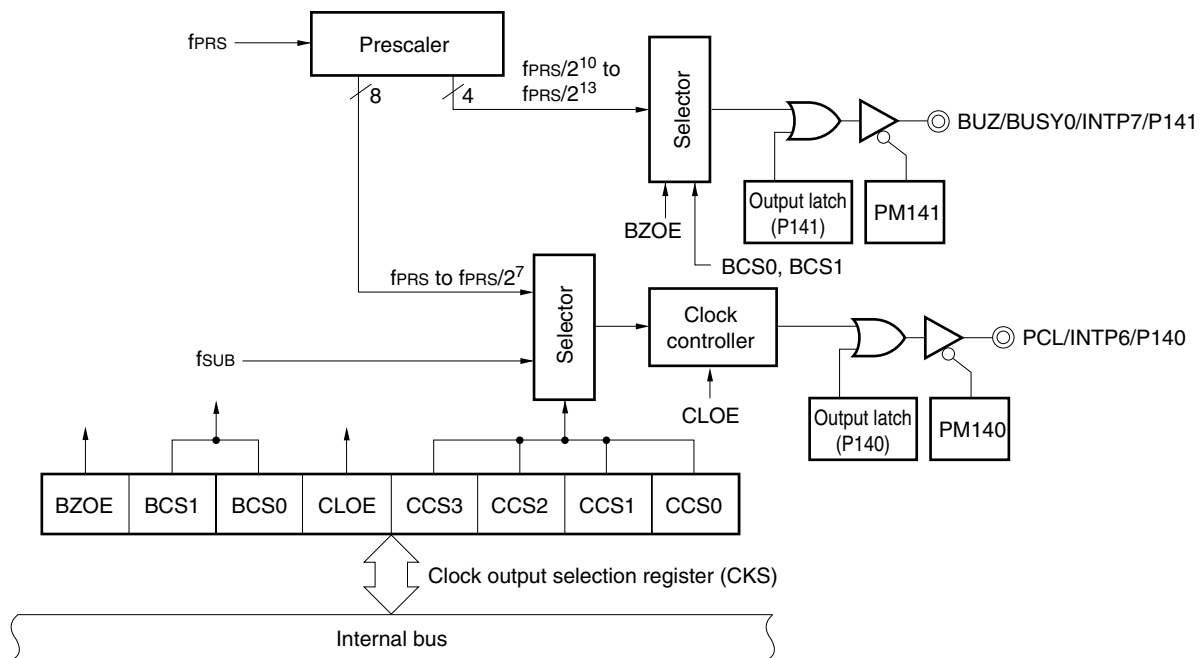 fPRS
Prescaler
8
4
fPRS/2¹⁰ to
fPRS/2¹³
Selector
BUZ/BUSY0/INTP7/P141
Output latch
(P141)
PM141
BZOE
BCS0, BCS1
fPRS to fPRS/2⁷
Selector
Clock
controller
PCL/INTP6/P140
fSUB
CLOE
Output latch
(P140)
PM140
BZOE BCS1 BCS0 CLOE CCS3 CCS2 CCS1 CCS0
Clock output selection register (CKS)
Internal bus